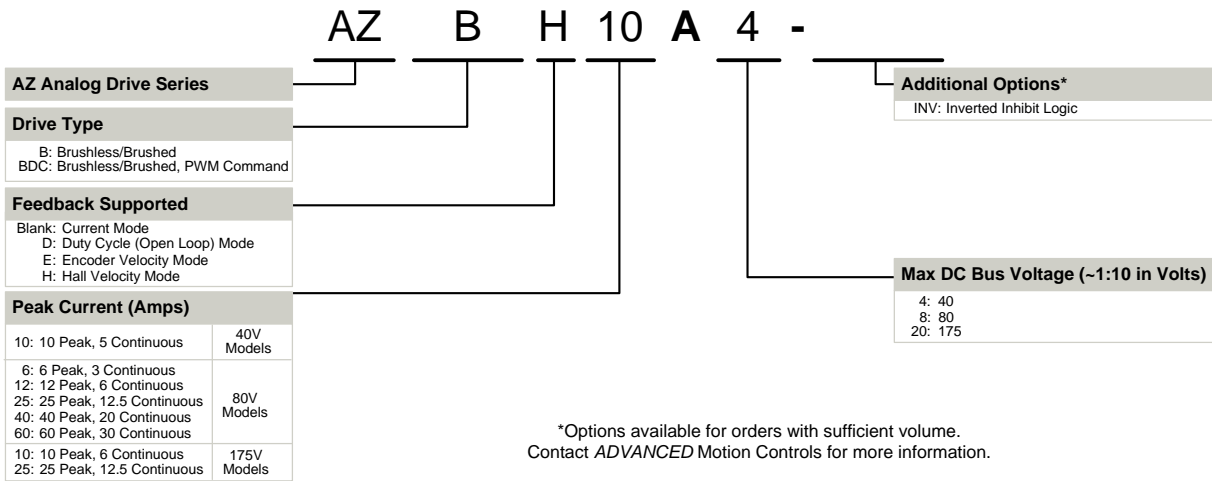 AZ B H 10 A 4 -
AZ Analog Drive Series
Drive Type
B: Brushless/Brushed
BDC: Brushless/Brushed, PWM Command
Feedback Supported
Blank: Current Mode
D: Duty Cycle (Open Loop) Mode
E: Encoder Velocity Mode
H: Hall Velocity Mode
Peak Current (Amps)
10: 10 Peak, 5 Continuous
40V
Models
6: 6 Peak, 3 Continuous
12: 12 Peak, 6 Continuous
25: 25 Peak, 12.5 Continuous
40: 40 Peak, 20 Continuous
60: 60 Peak, 30 Continuous
80V
Models
10: 10 Peak, 6 Continuous
25: 25 Peak, 12.5 Continuous
175V
Models
Additional Options*
INV: Inverted Inhibit Logic
Max DC Bus Voltage (~1:10 in Volts)
4: 40
8: 80
20: 175
*Options available for orders with sufficient volume.
Contact ADVANCED Motion Controls for more information.